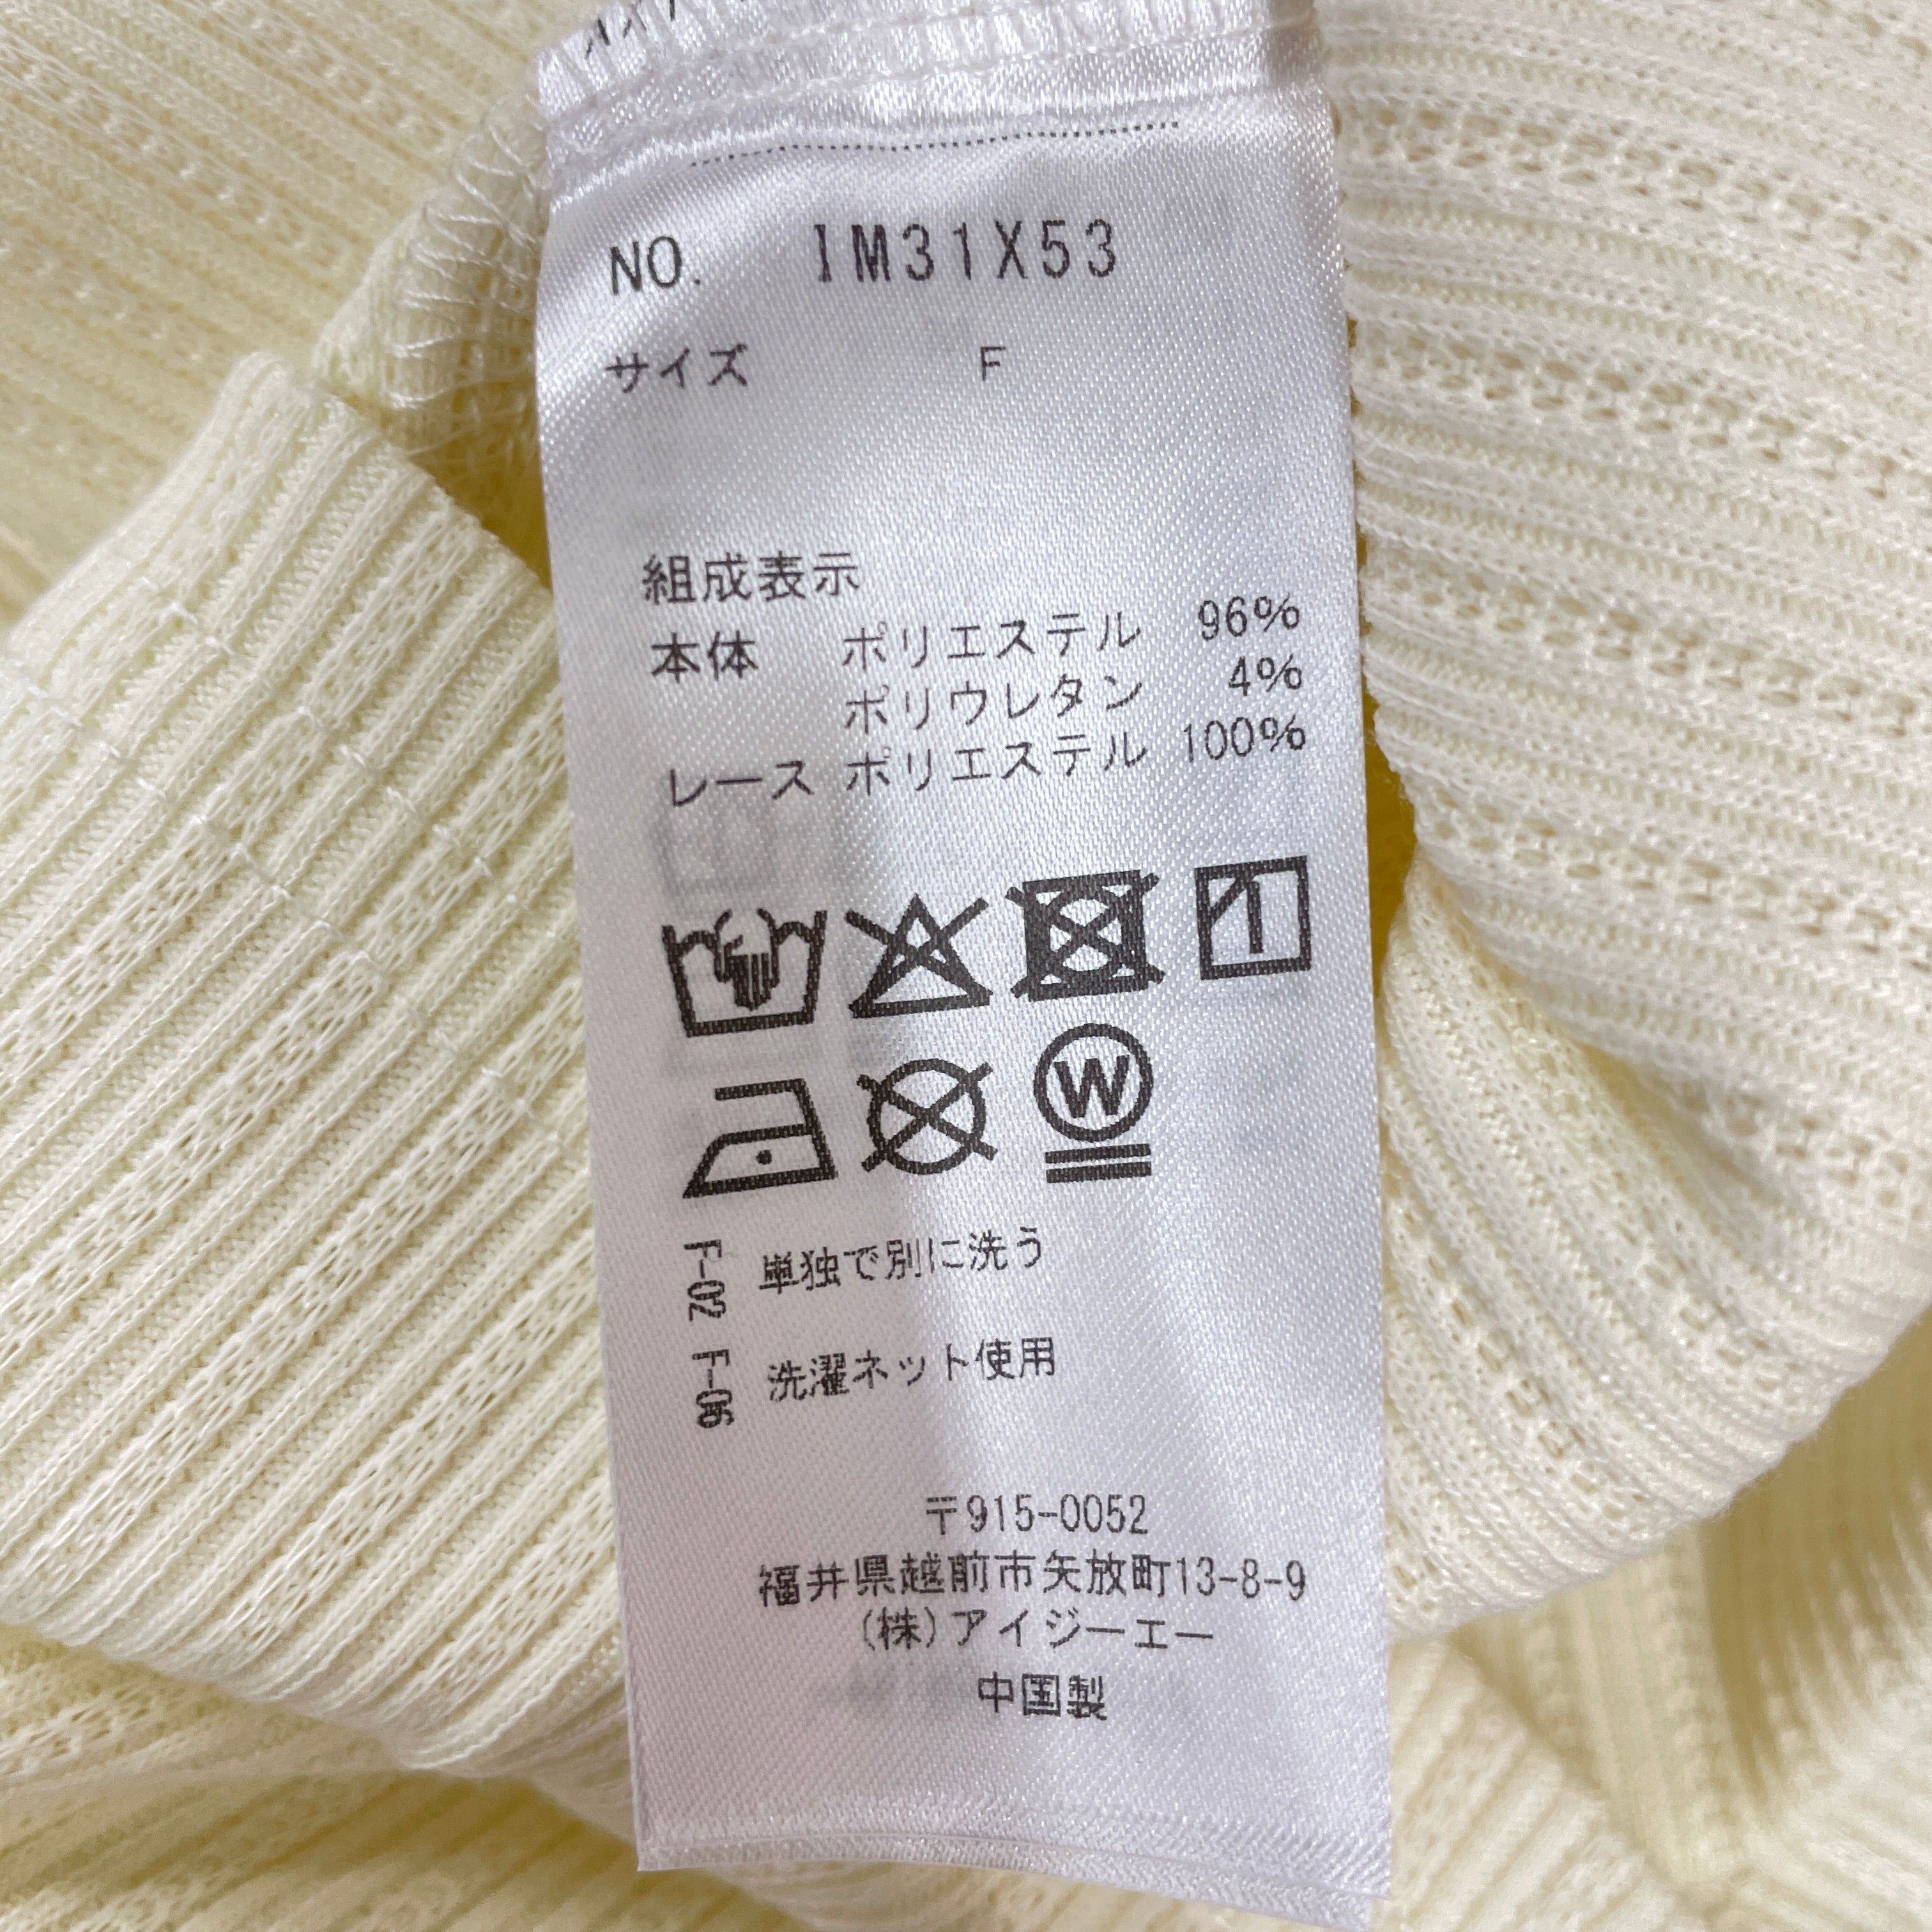 NO. IM31X53
サイズ F
組成表示
本体 ポリエステル 96%
ポリウレタン 4%
レース ポリエステル 100%
W
F-02 単独で別に洗う
F-06 洗濯ネット使用
〒915-0052
福井県越前市矢放町13-8-9
(株)アイジーエー
中国製